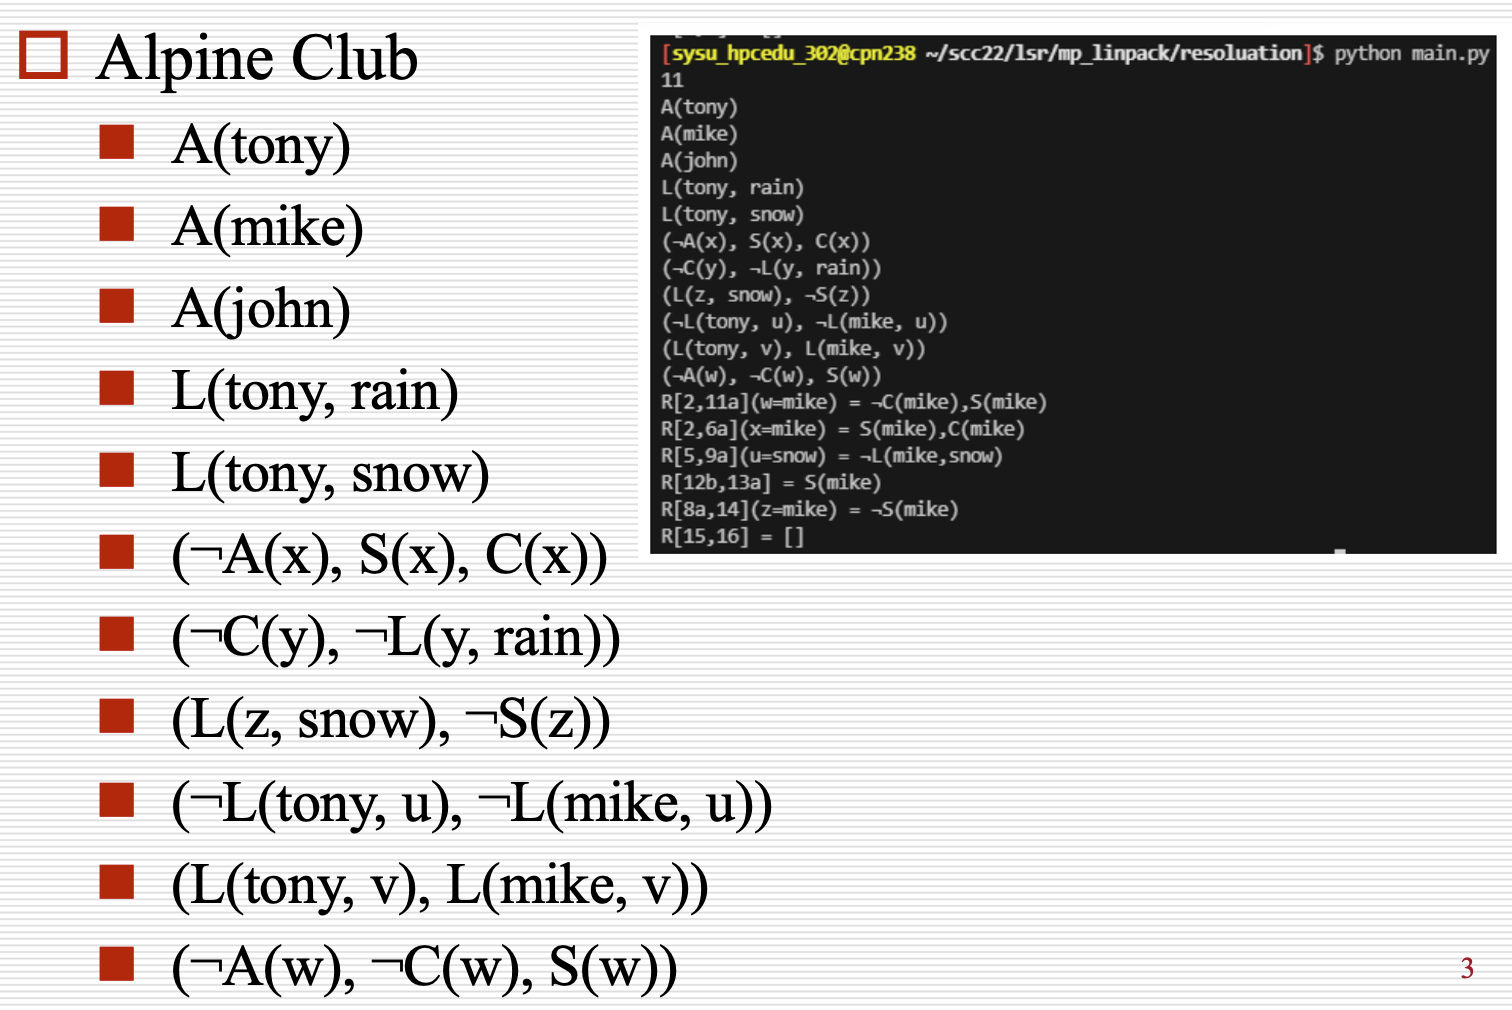 Alpine Club
A(tony)
A(mike)
A(john)
L(tony, rain)
L(tony, snow)
(¬A(x), S(x), C(x))
(¬C(y), ¬L(y, rain))
(L(z, snow), ¬S(z))
(¬L(tony, u), ¬L(mike, u))
(L(tony, v), L(mike, v))
(¬A(w), ¬C(w), S(w))
[sysu_hpcedu_302@cpn238 ~/scc22/lsr/mp_linpack/resoluation]$ python main.py
11
A(tony)
A(mike)
A(john)
L(tony, rain)
L(tony, snow)
(¬A(x), S(x), C(x))
(¬C(y), ¬L(y, rain))
(L(z, snow), ¬S(z))
(¬L(tony, u), ¬L(mike, u))
(L(tony, v), L(mike, v))
(¬A(w), ¬C(w), S(w))
R[2,11a](w=mike) = ¬C(mike),S(mike)
R[2,6a](x=mike) = S(mike),C(mike)
R[5,9a](u=snow) = ¬L(mike,snow)
R[12b,13a] = S(mike)
R[8a,14](z=mike) = ¬S(mike)
R[15,16] = []
3